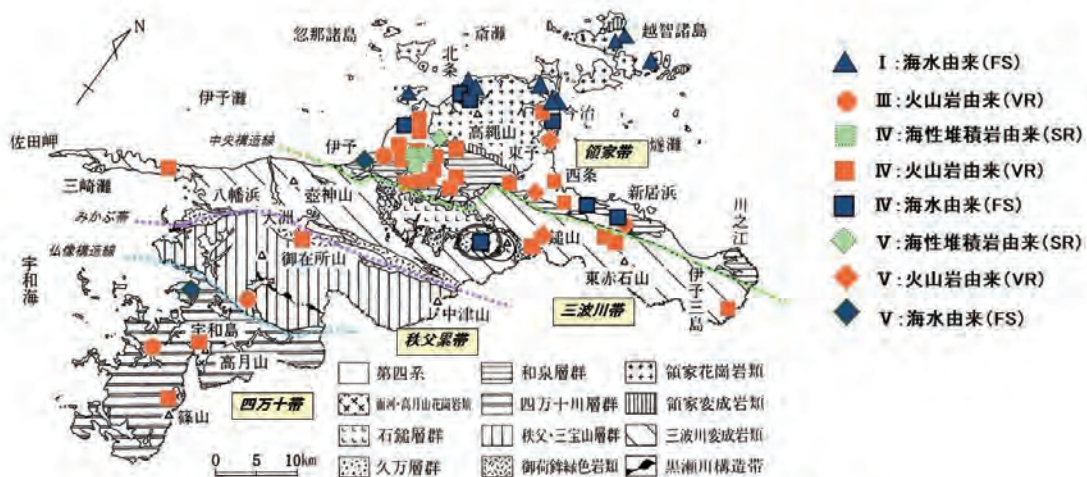 N
忽那諸島
斎灘
越智諸島
北条
今治
伊予灘
高縄山
佐田岬
中央構造線
伊予
東予
燧灘
領家帯
三崎灘
西条
新居浜
八幡浜
壺神山
川之江
みかぶ帯
大洲
仏像構造線
御在所山
東赤石山
伊予三島
宇和海
中津山
三波川帯
秩父累帯
宇和島
高月山
四万十帯
篠山
0 5 10km
第四系
和泉層群
領家花崗岩類
高月山花崗岩類
四万十川層群
領家変成岩類
石鎚層群
秩父・三宝山層群
三波川変成岩類
久万層群
御荷鉾緑色岩類
黒瀬川構造帯
I:海水由来(FS)
III:火山岩由来(VR)
IV:海性堆積岩由来(SR)
IV:火山岩由来(VR)
IV:海水由来(FS)
V:海性堆積岩由来(SR)
V:火山岩由来(VR)
V:海水由来(FS)